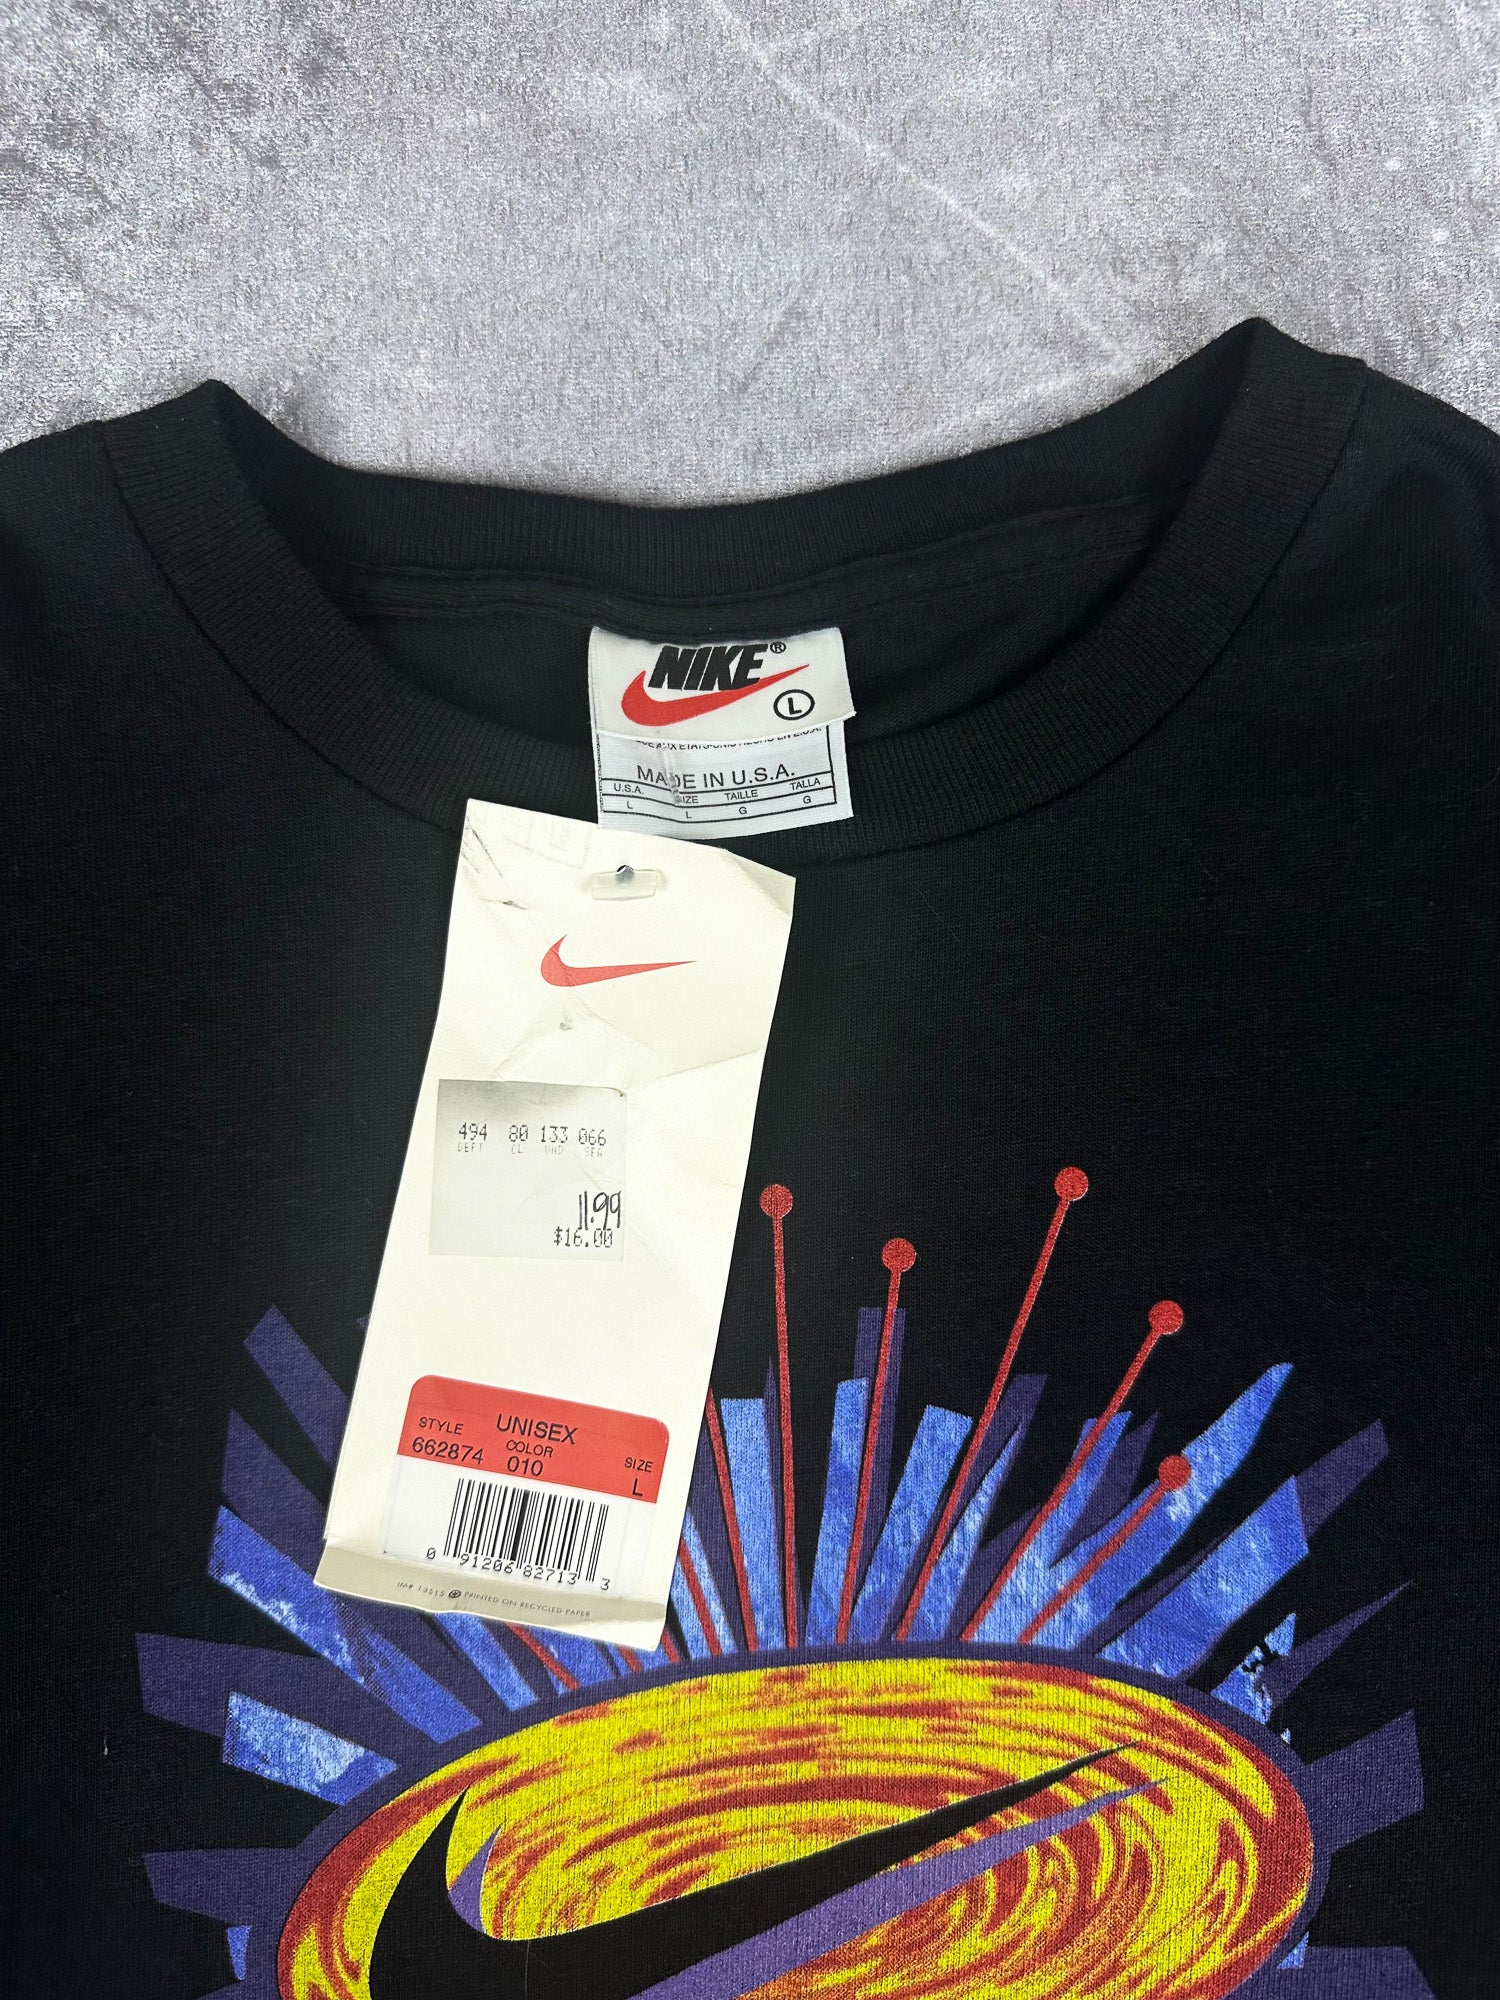 NIKE®
L
MADE IN U.S.A.
U.S.A. SIZE TAILLE TALLA
L L G G
494 80 133 066
DEPT CL VND SEA
11.99
$16.00
UNISEX
STYLE COLOR SIZE
662874 010 L
0 91206 82713 3
PRINTED ON RECYCLED PAPER